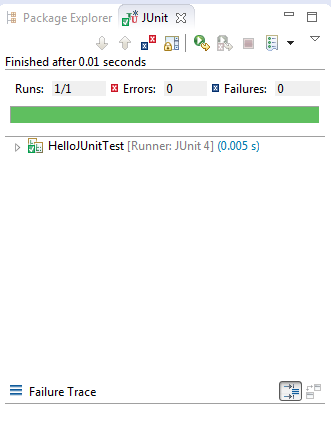 Package Explorer JUnit
Finished after 0.01 seconds
Runs: 1/1 Errors: 0 Failures: 0
HelloJUnitTest [Runner: JUnit 4] (0.005 s)
Failure Trace